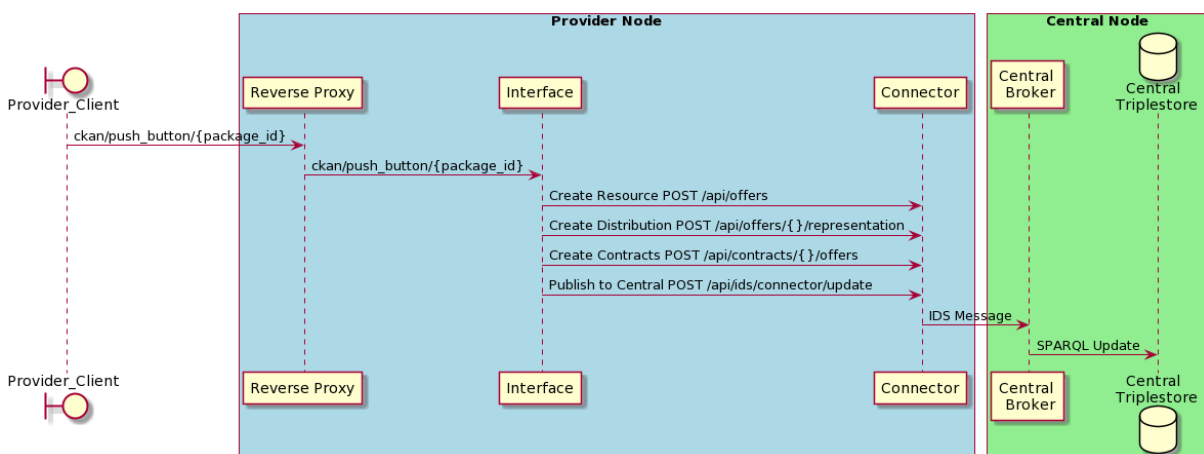 Provider Node
Central Node
Provider_Client
Reverse Proxy
Interface
Connector
Central
Broker
Central
Triplestore
ckan/push_button/{package_id}
ckan/push_button/{package_id}
Create Resource POST /api/offers
Create Distribution POST /api/offers/{}/representation
Create Contracts POST /api/contracts/{}/offers
Publish to Central POST /api/ids/connector/update
IDS Message
SPARQL Update
Provider_Client
Reverse Proxy
Interface
Connector
Central
Broker
Central
Triplestore